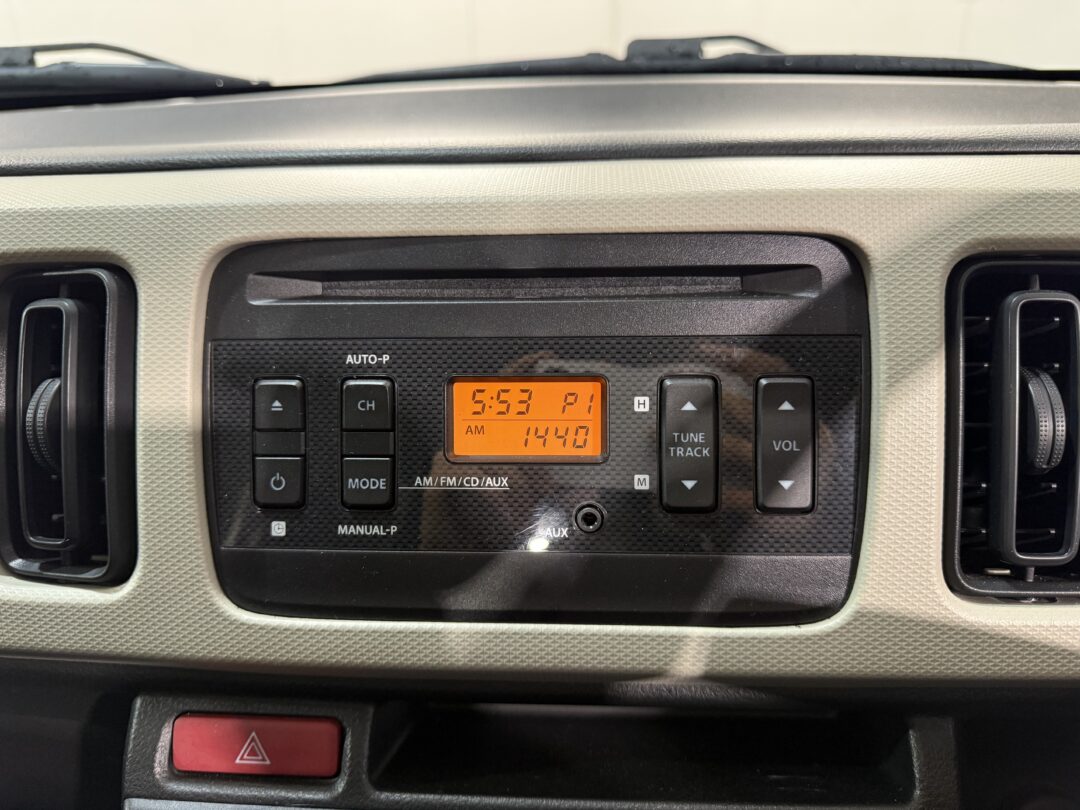 AUTO-P
CH
MODE
AM/FM/CD/AUX
MANUAL-P
5:53 P1
AM 1440
AUX
H
M
TUNE
TRACK
VOL